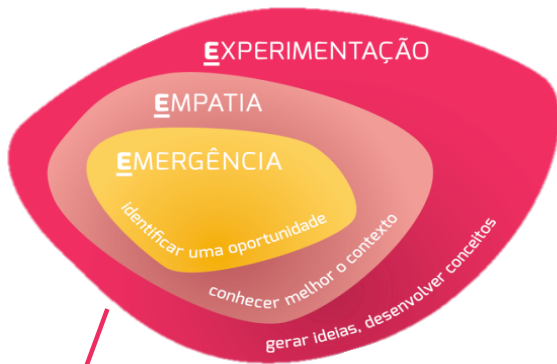 EXPERIMENTAÇÃO
EMPATIA
EMERGÊNCIA
identificar uma oportunidade
conhecer melhor o contexto
gerar ideias, desenvolver conceitos